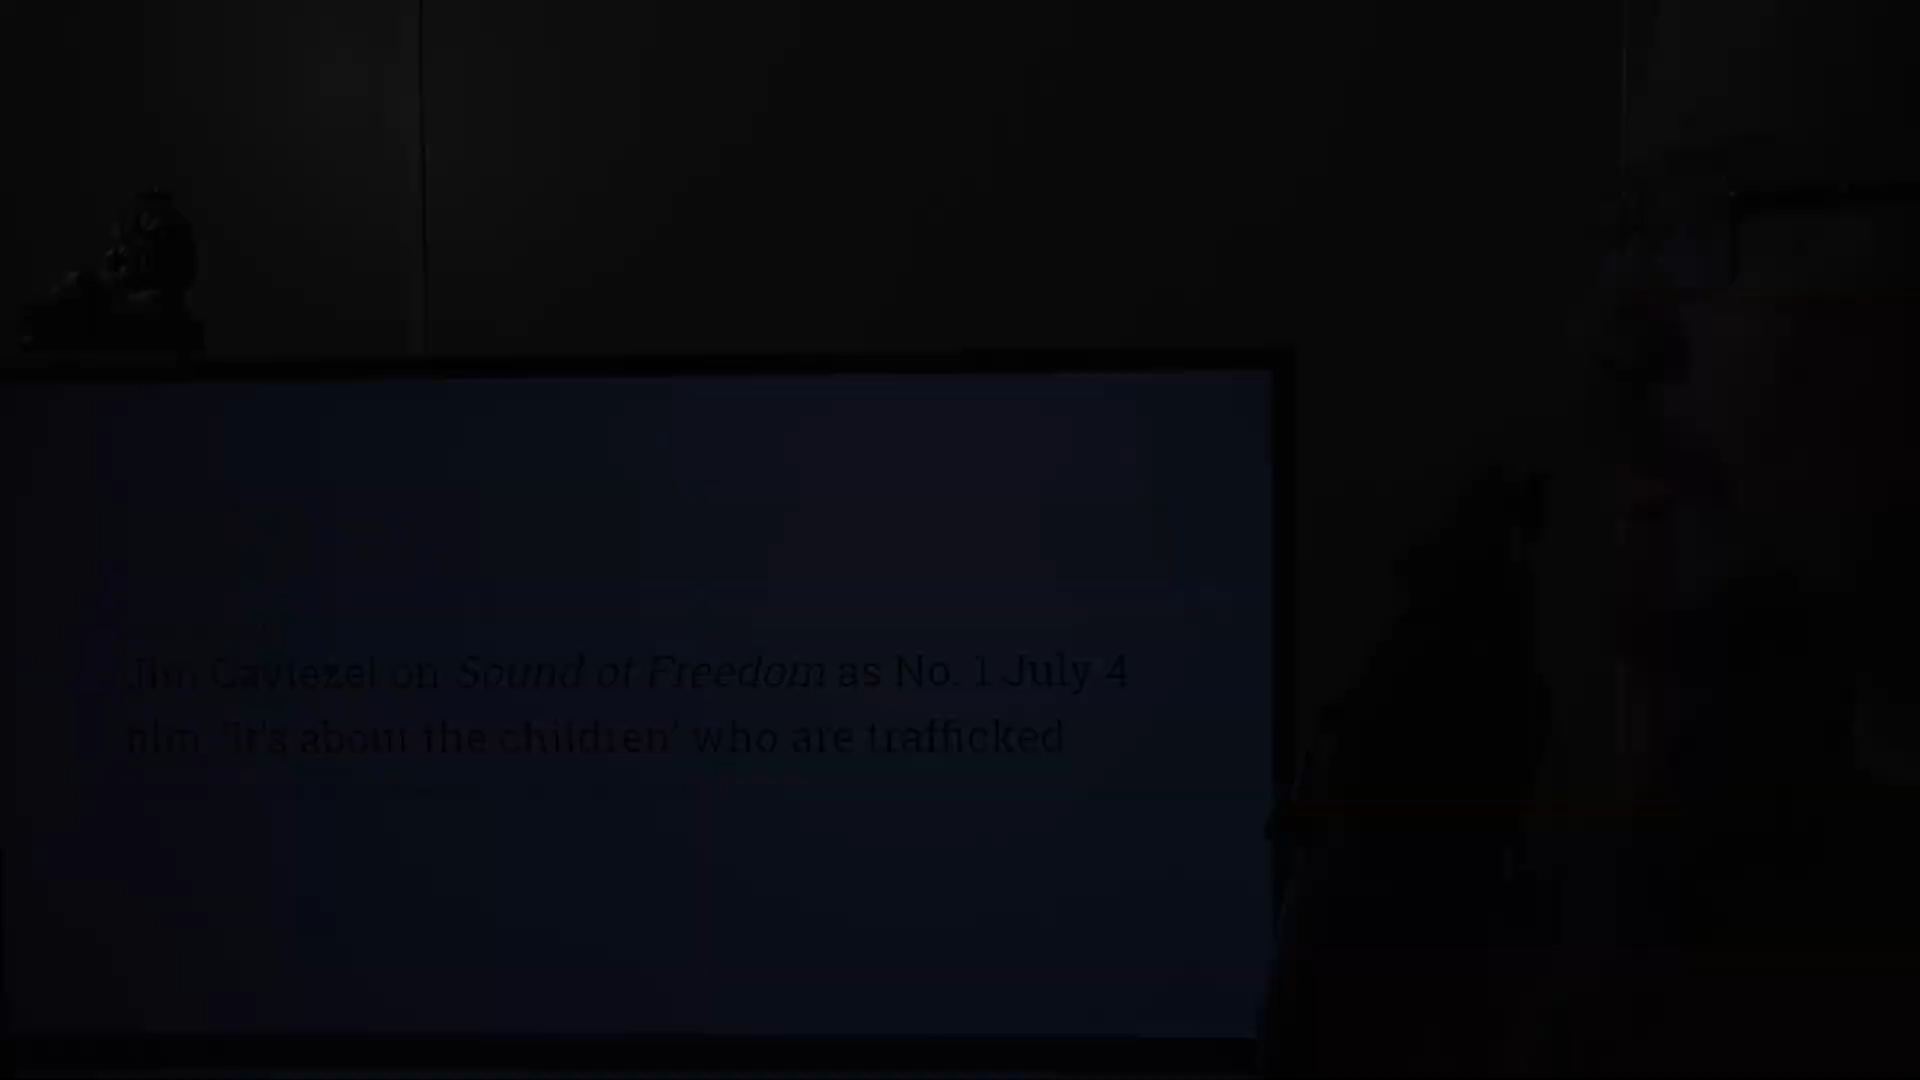 Jim Caviezel on Sound of Freedom as No. 1 July 4
film, 'It's about the children' who are trafficked